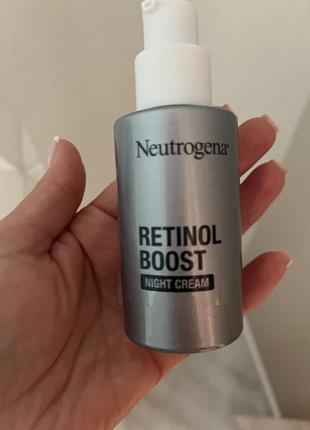 Neutrogena®
RETINOL
BOOST
NIGHT CREAM